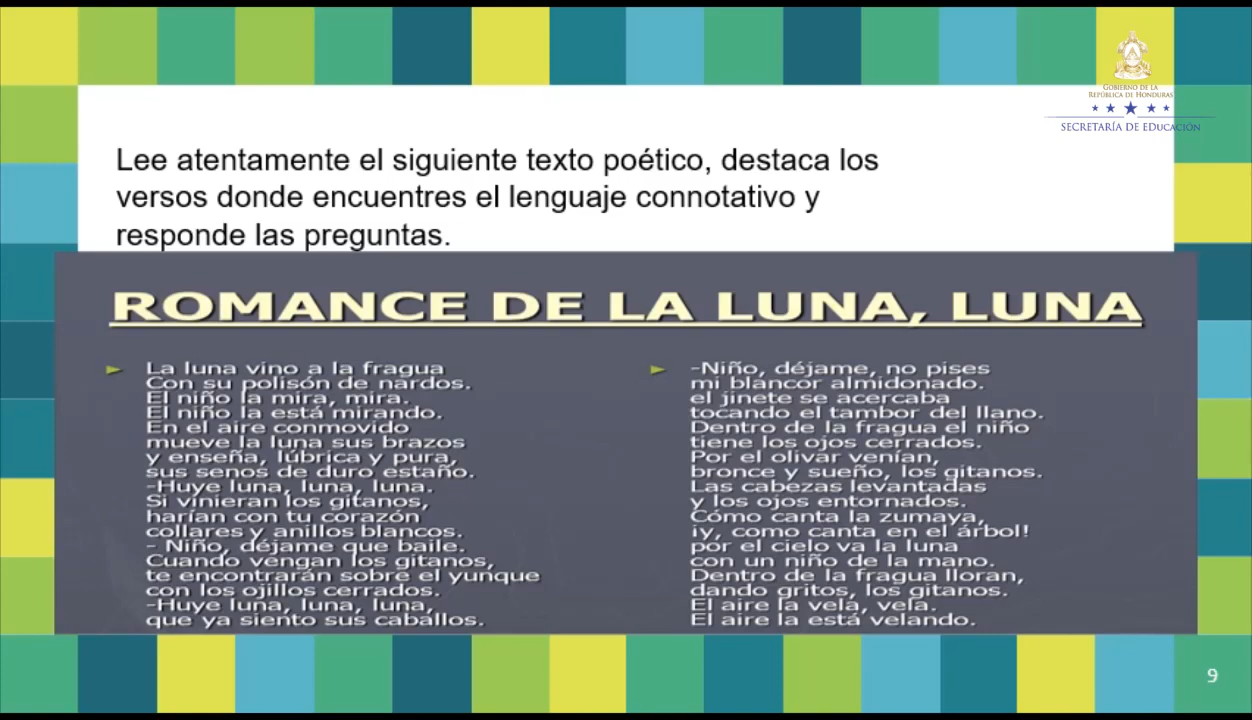 GOBIERNO DE LA
REPÚBLICA DE HONDURAS
SECRETARÍA DE EDUCACIÓN
Lee atentamente el siguiente texto poético, destaca los
versos donde encuentres el lenguaje connotativo y
responde las preguntas.
ROMANCE DE LA LUNA, LUNA
La luna vino a la fragua
Con su polisón de nardos.
El niño la mira, mira.
El niño la está mirando.
En el aire conmovido
mueve la luna sus brazos
y enseña, lúbrica y pura,
sus senos de duro estaño.
-Huye luna, luna, luna.
Si vinieran los gitanos,
harían con tu corazón
collares y anillos blancos.
- Niño, déjame que baile.
Cuando vengan los gitanos,
te encontrarán sobre el yunque
con los ojillos cerrados.
-Huye luna, luna, luna,
que ya siento sus caballos.
-Niño, déjame, no pises
mi blancor almidonado.
el jinete se acercaba
tocando el tambor del llano.
Dentro de la fragua el niño
tiene los ojos cerrados.
Por el olivar venían,
bronce y sueño, los gitanos.
Las cabezas levantadas
y los ojos entornados.
Cómo canta la zumaya,
¡y, como canta en el árbol!
por el cielo va la luna
con un niño de la mano.
Dentro de la fragua lloran,
dando gritos, los gitanos.
El aire la vela, vela.
El aire la está velando.
9